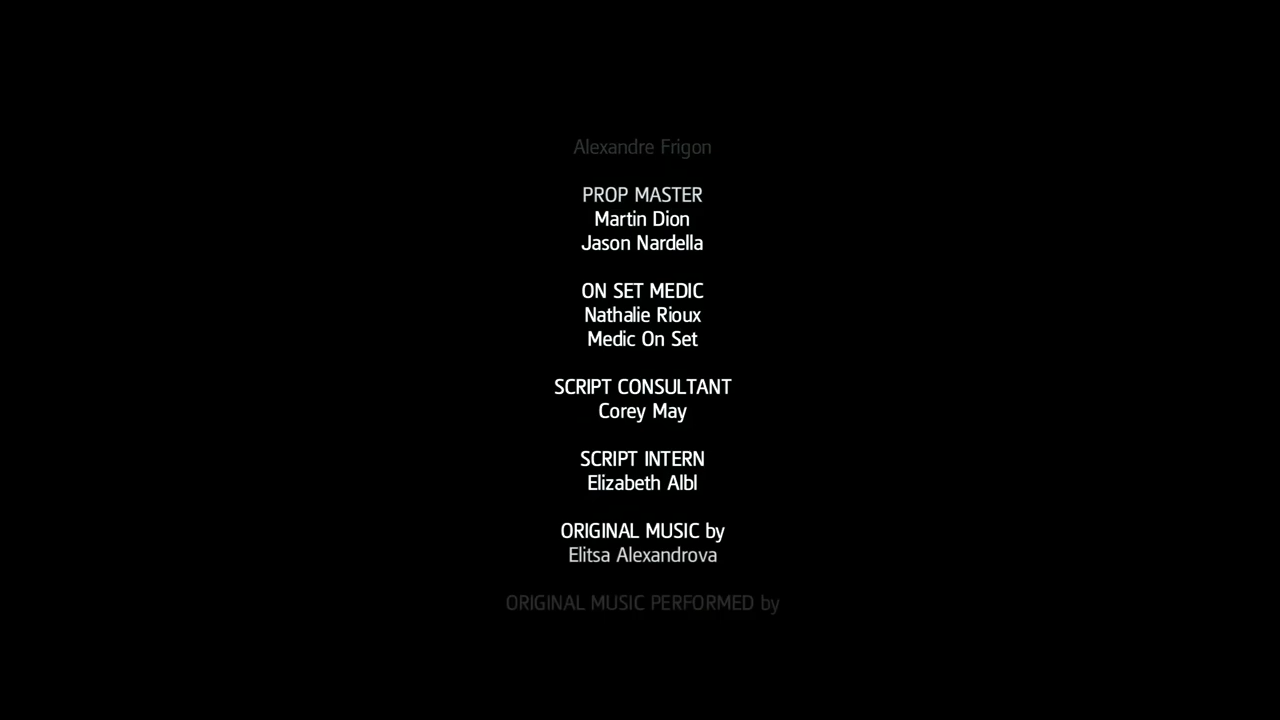 Alexandre Frigon
PROP MASTER
Martin Dion
Jason Nardella
ON SET MEDIC
Nathalie Rioux
Medic On Set
SCRIPT CONSULTANT
Corey May
SCRIPT INTERN
Elizabeth Albl
ORIGINAL MUSIC by
Elitsa Alexandrova
ORIGINAL MUSIC PERFORMED by